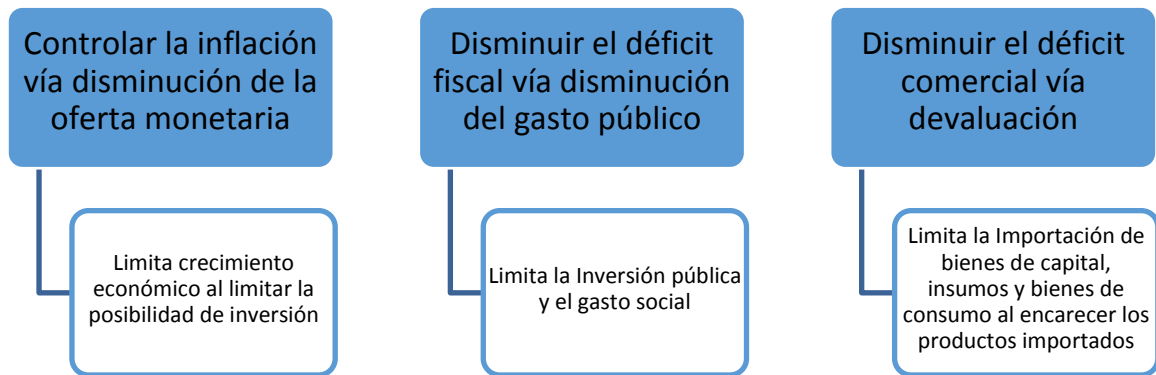 Controlar la inflación
vía disminución de la
oferta monetaria
Limita crecimiento
económico al limitar la
posibilidad de inversión
Disminuir el déficit
fiscal vía disminución
del gasto público
Limita la Inversión pública
y el gasto social
Disminuir el déficit
comercial vía
devaluación
Limita la Importación de
bienes de capital,
insumos y bienes de
consumo al encarecer los
productos importados